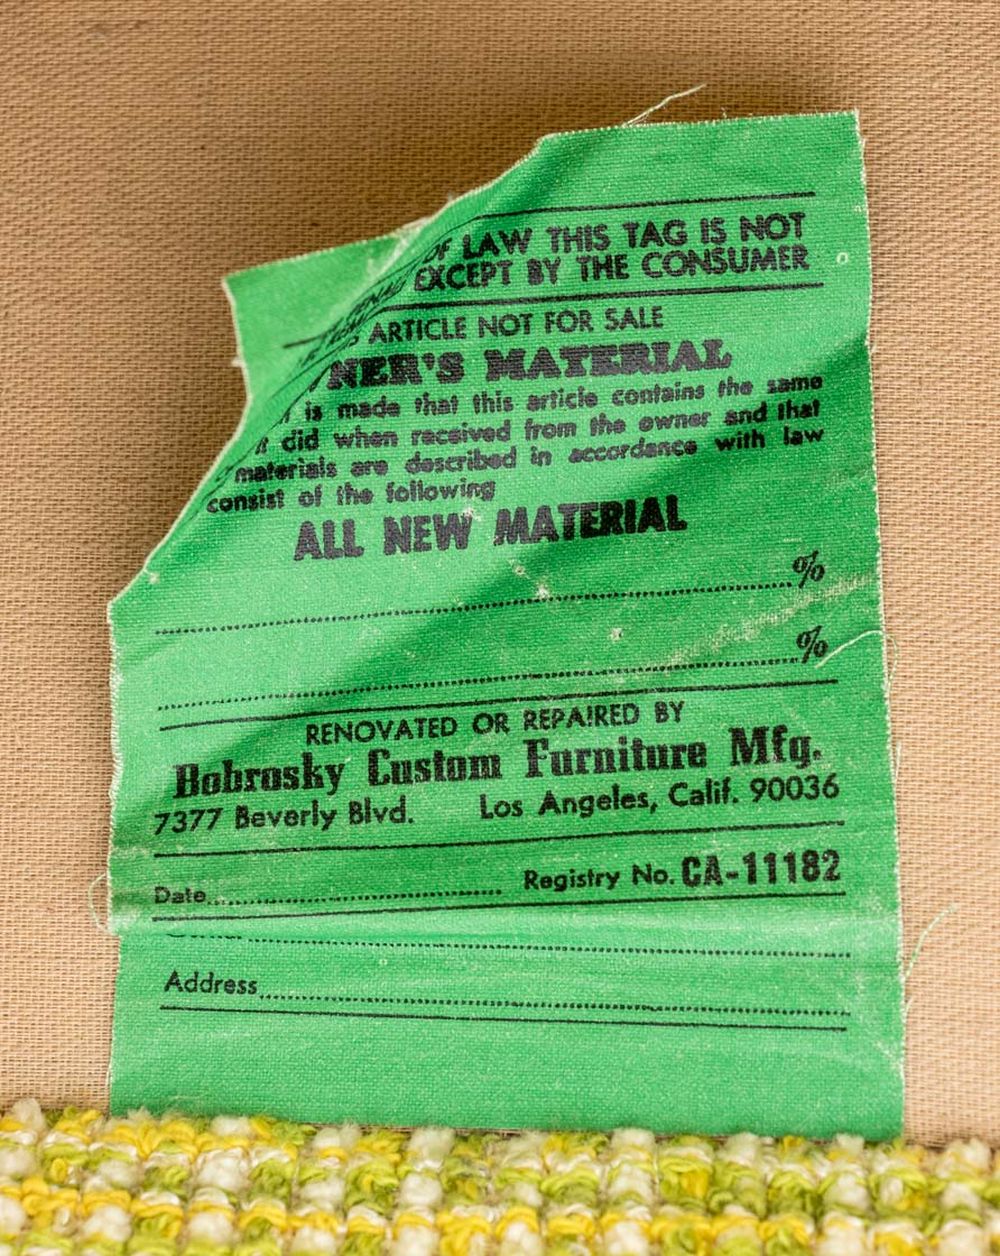 OF LAW THIS TAG IS NOT
EXCEPT BY THE CONSUMER
ARTICLE NOT FOR SALE
NER'S MATERIAL
is made that this article contains the same
did when received from the owner and that
materials are described in accordance with law
consist of the following
ALL NEW MATERIAL
%
%
RENOVATED OR REPAIRED BY
Bobrosky Custom Furniture Mfg.
7377 Beverly Blvd. Los Angeles, Calif. 90036
Date Registry No. CA-11182
Address